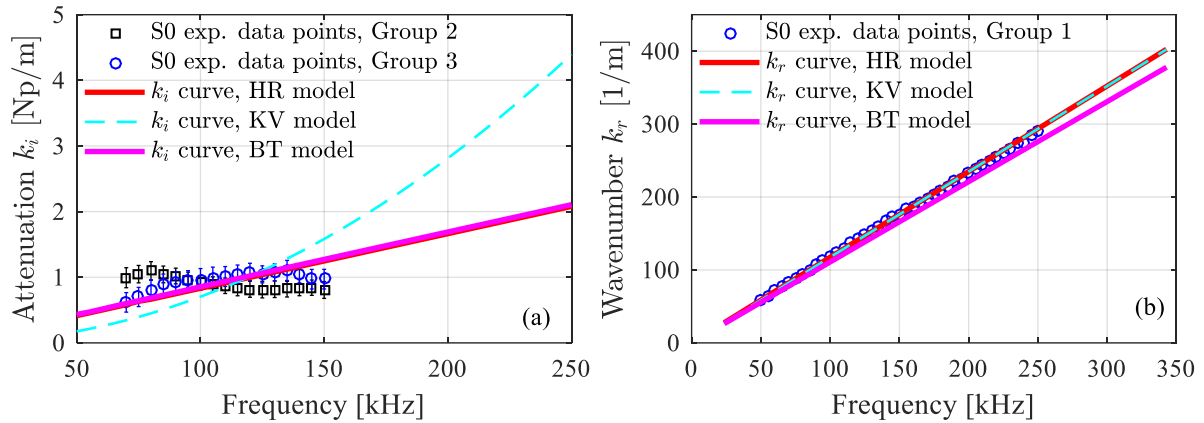 Attenuation k_i [Np/m]
5
4
3
2
1
0
S0 exp. data points, Group 2
S0 exp. data points, Group 3
k_i curve, HR model
k_i curve, KV model
k_i curve, BT model
(a)
50 100 150 200 250
Frequency [kHz]
Wavenumber k_r [1/m]
400
300
200
100
0
S0 exp. data points, Group 1
k_r curve, HR model
k_r curve, KV model
k_r curve, BT model
(b)
0 50 100 150 200 250 300 350
Frequency [kHz]